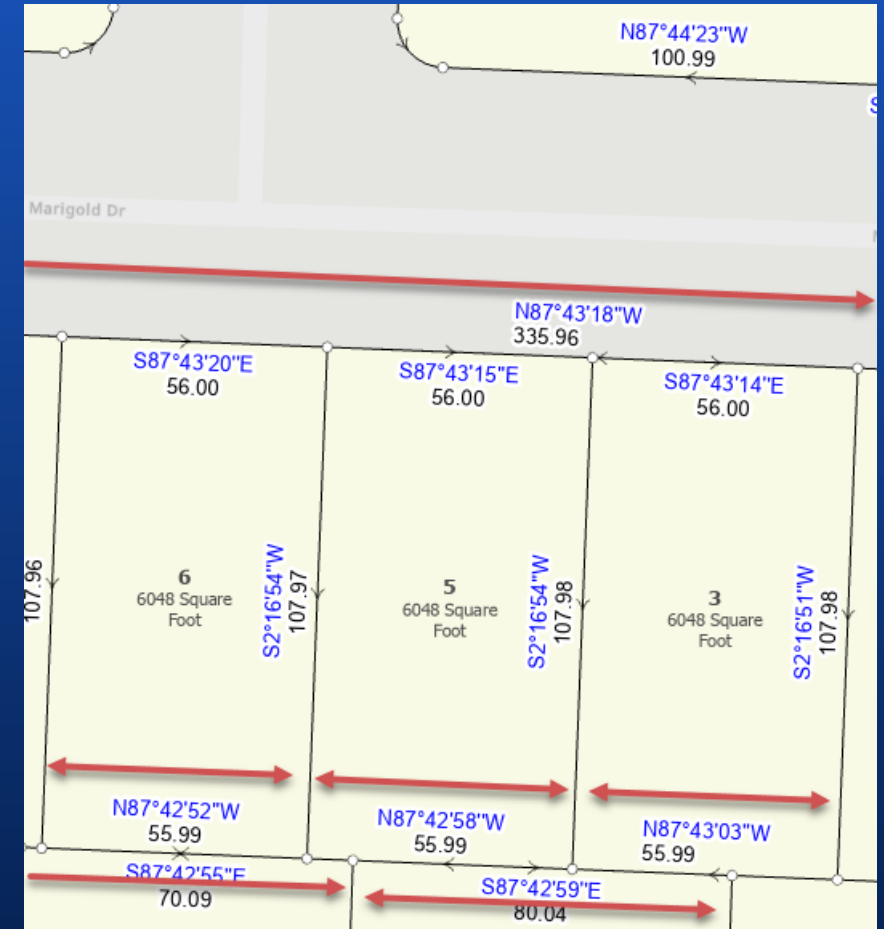 N87°44'23"W
100.99
S
Marigold Dr
N87°43'18"W
335.96
S87°43'20"E
56.00
S87°43'15"E
56.00
S87°43'14"E
56.00
107.96
6
6048 Square
Foot
S2°16'54"W
107.97
5
6048 Square
Foot
S2°16'54"W
107.98
3
6048 Square
Foot
S2°16'51"W
107.98
N87°42'52"W
55.99
N87°42'58"W
55.99
N87°43'03"W
55.99
S87°42'55"E
70.09
S87°42'59"E
80.04